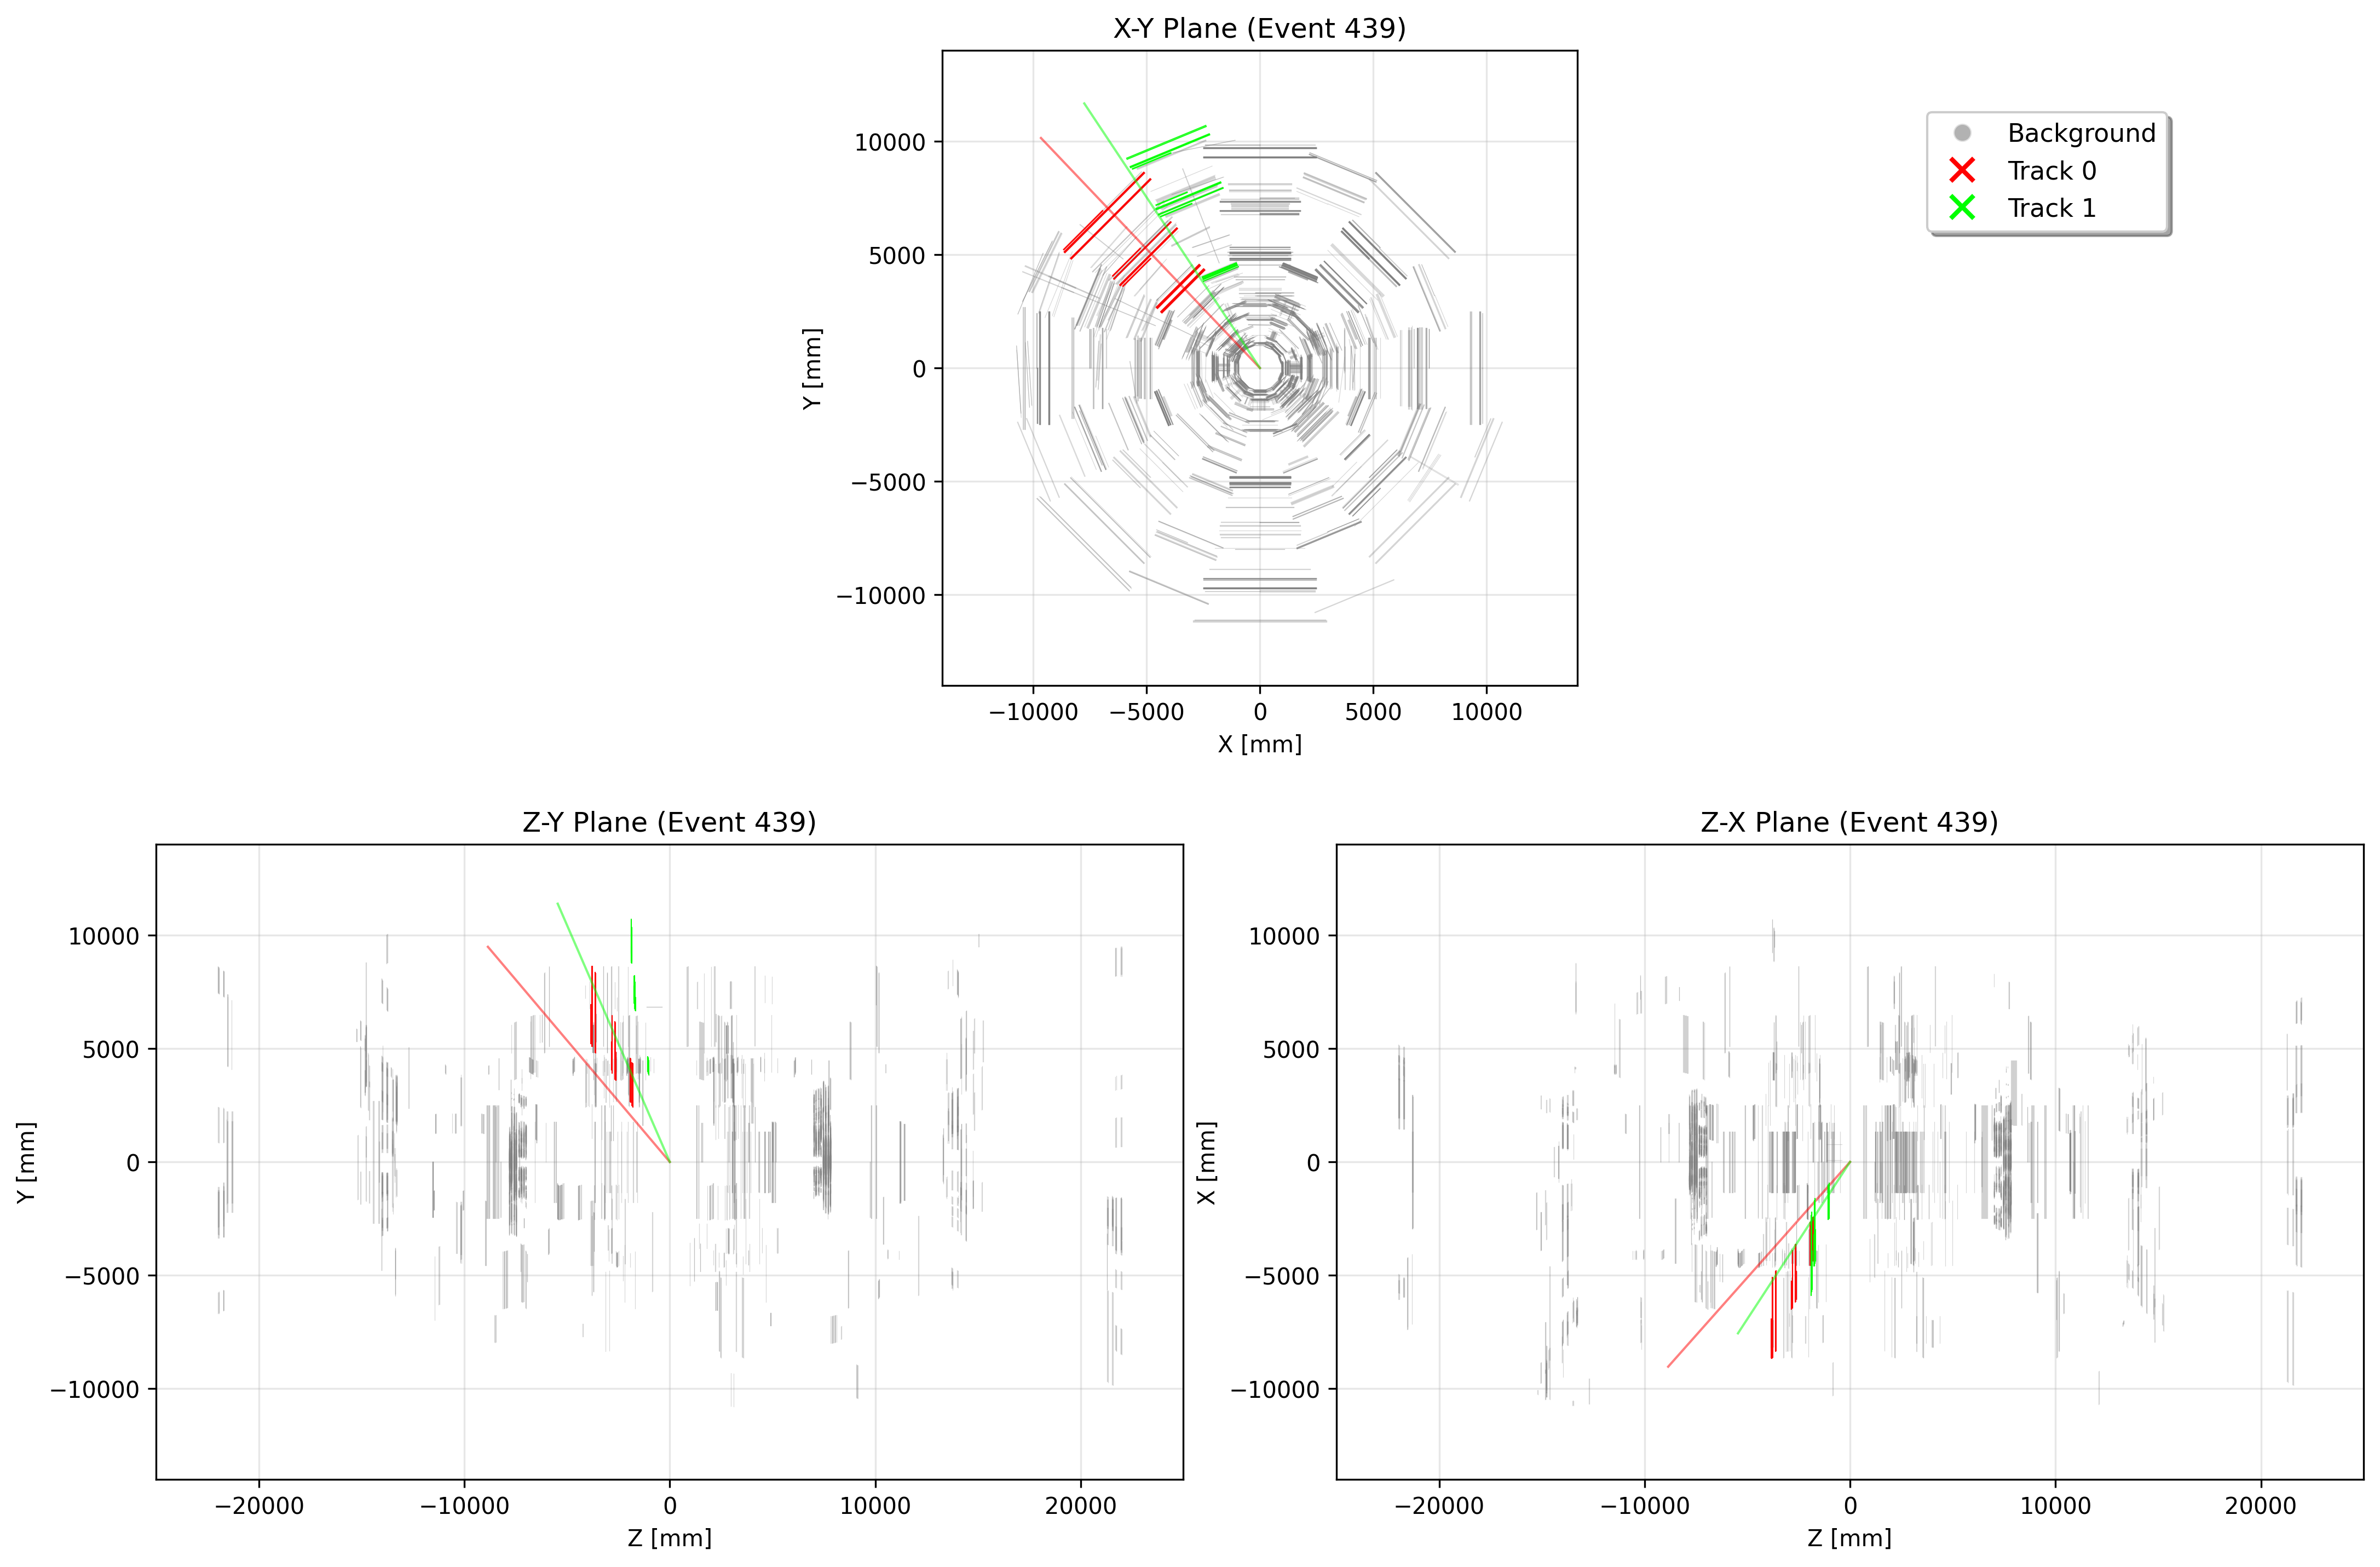 X-Y Plane (Event 439)
Background
Track 0
Track 1
10000
5000
0
−5000
−10000
Y [mm]
−10000 −5000 0 5000 10000
X [mm]
Z-Y Plane (Event 439)
10000
5000
0
−5000
−10000
Y [mm]
−20000 −10000 0 10000 20000
Z [mm]
Z-X Plane (Event 439)
10000
5000
0
−5000
−10000
X [mm]
−20000 −10000 0 10000 20000
Z [mm]